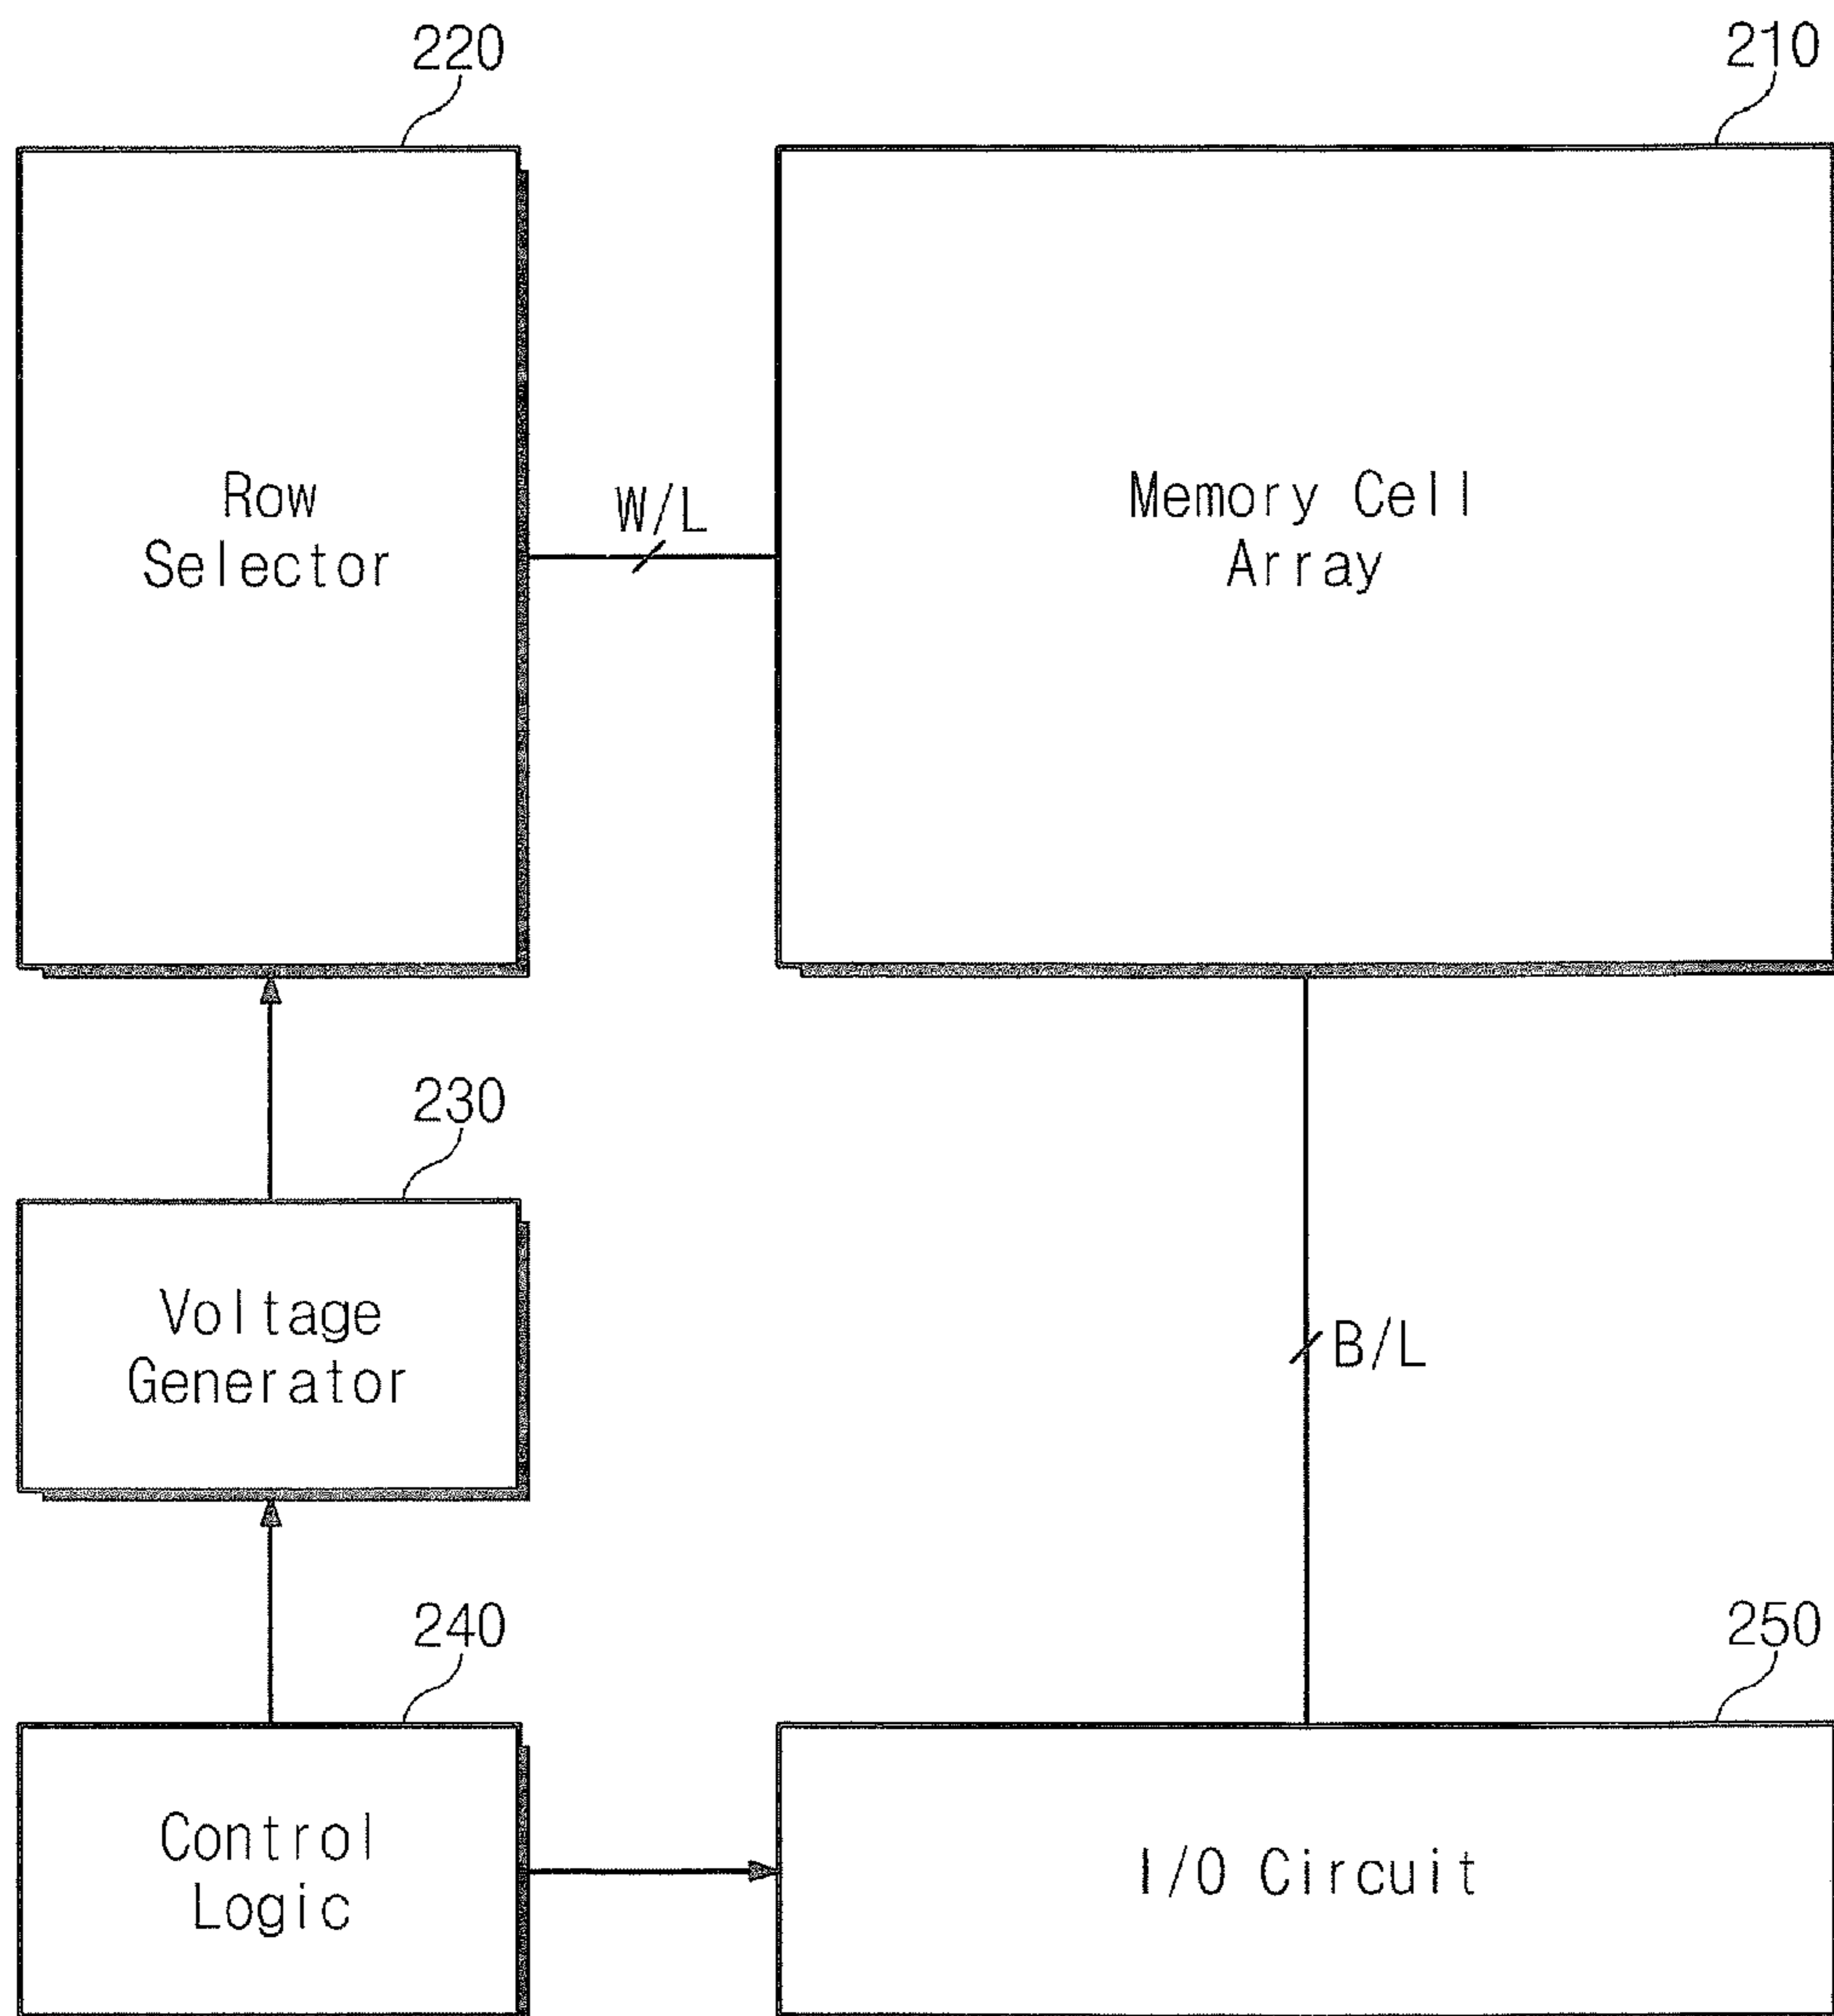 220
210
Row
Selector
W/L
Memory Cell
Array
230
Voltage
Generator
B/L
240
250
Control
Logic
I/O Circuit